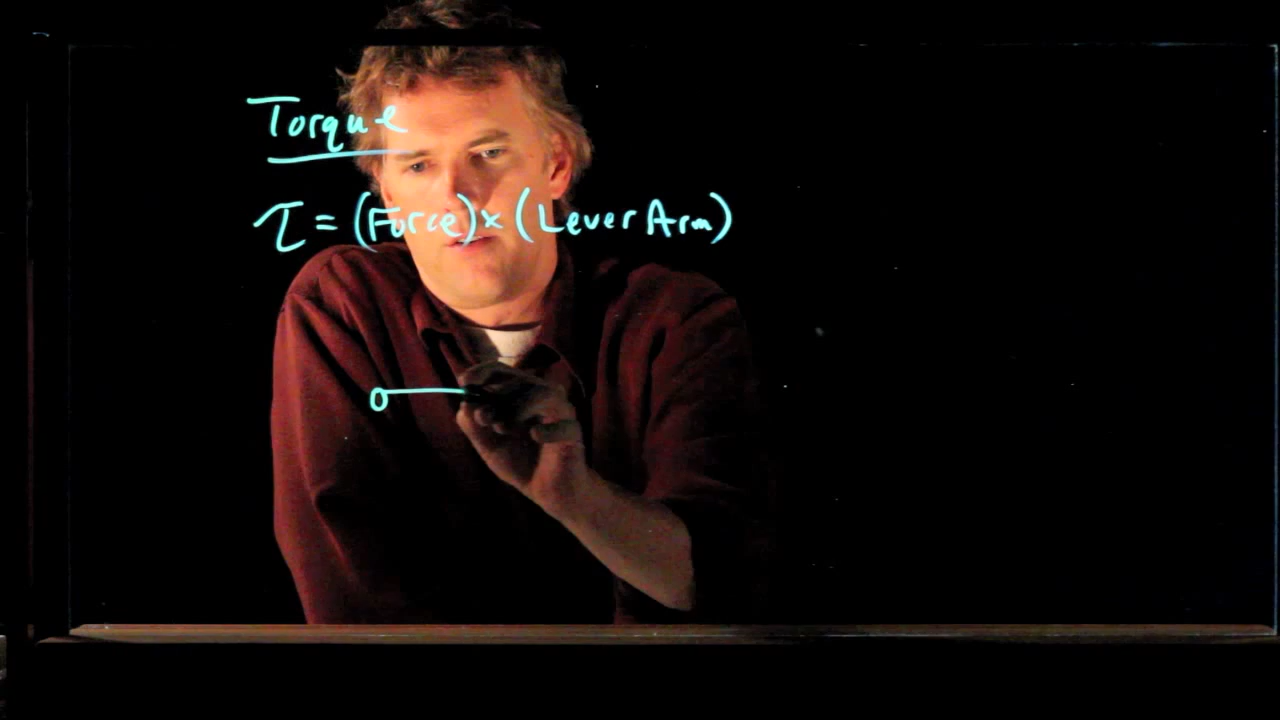 Torque
τ = (Force) × (Lever Arm)